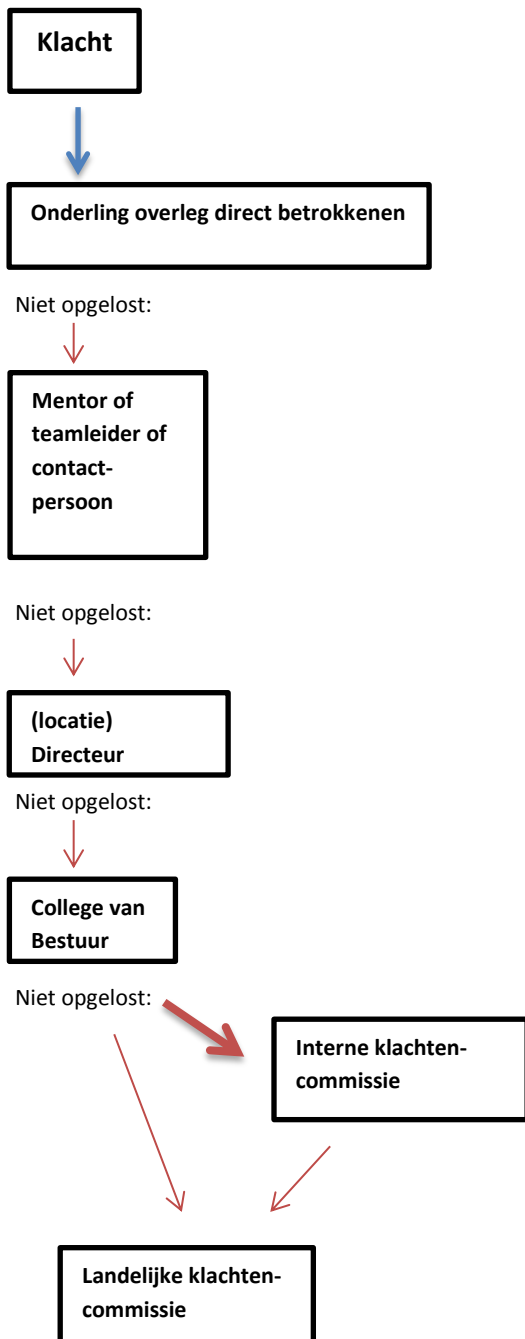 Klacht
Onderling overleg direct betrokkenen
Niet opgelost:
Mentor of
teamleider of
contact-
persoon
Niet opgelost:
(locatie)
Directeur
Niet opgelost:
College van
Bestuur
Niet opgelost:
Interne klachten-
commissie
Landelijke klachten-
commissie